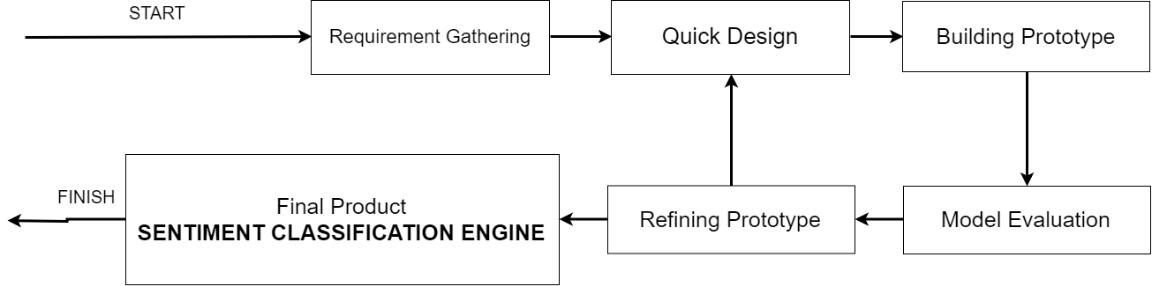 START
Requirement Gathering
Quick Design
Building Prototype
FINISH
Final Product
SENTIMENT CLASSIFICATION ENGINE
Refining Prototype
Model Evaluation